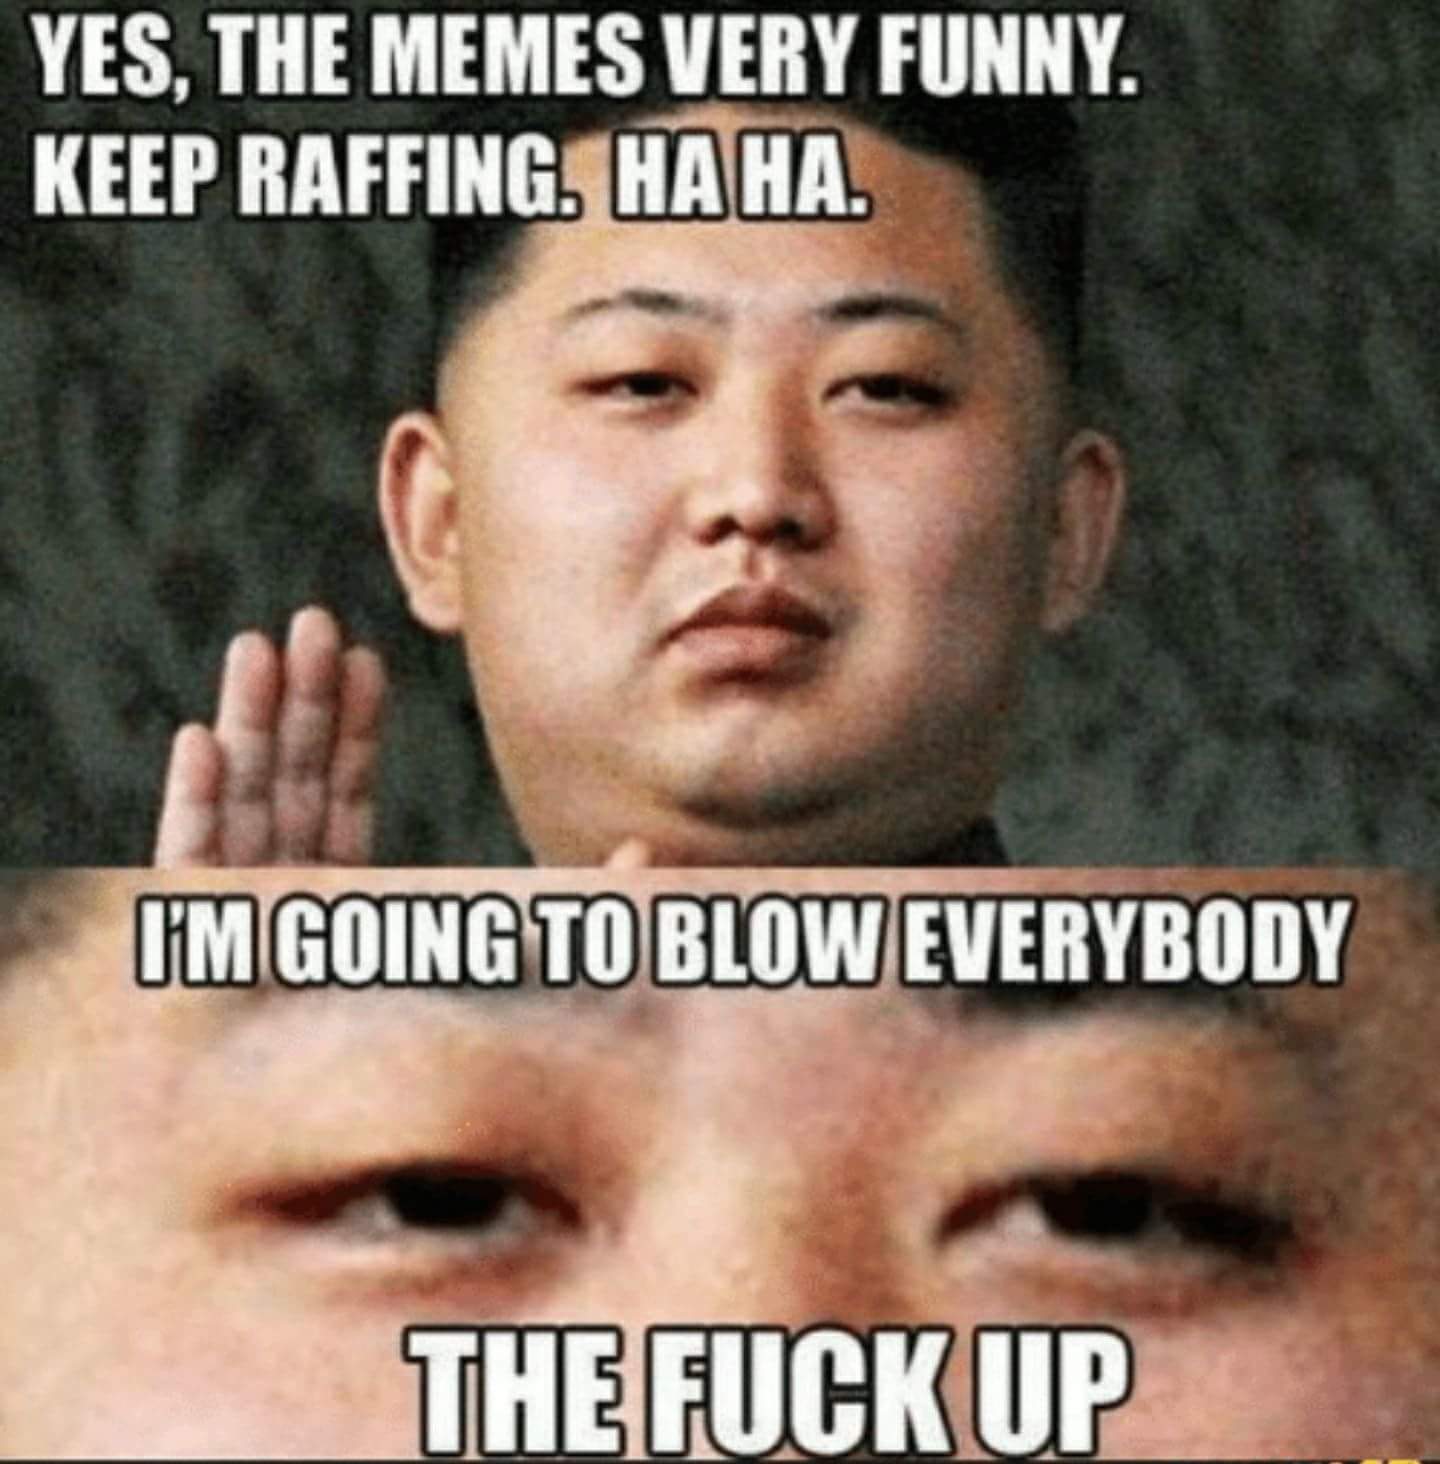 YES, THE MEMES VERY FUNNY.
KEEP RAFFING. HA HA.
I'M GOING TO BLOW EVERYBODY
THE FUCK UP